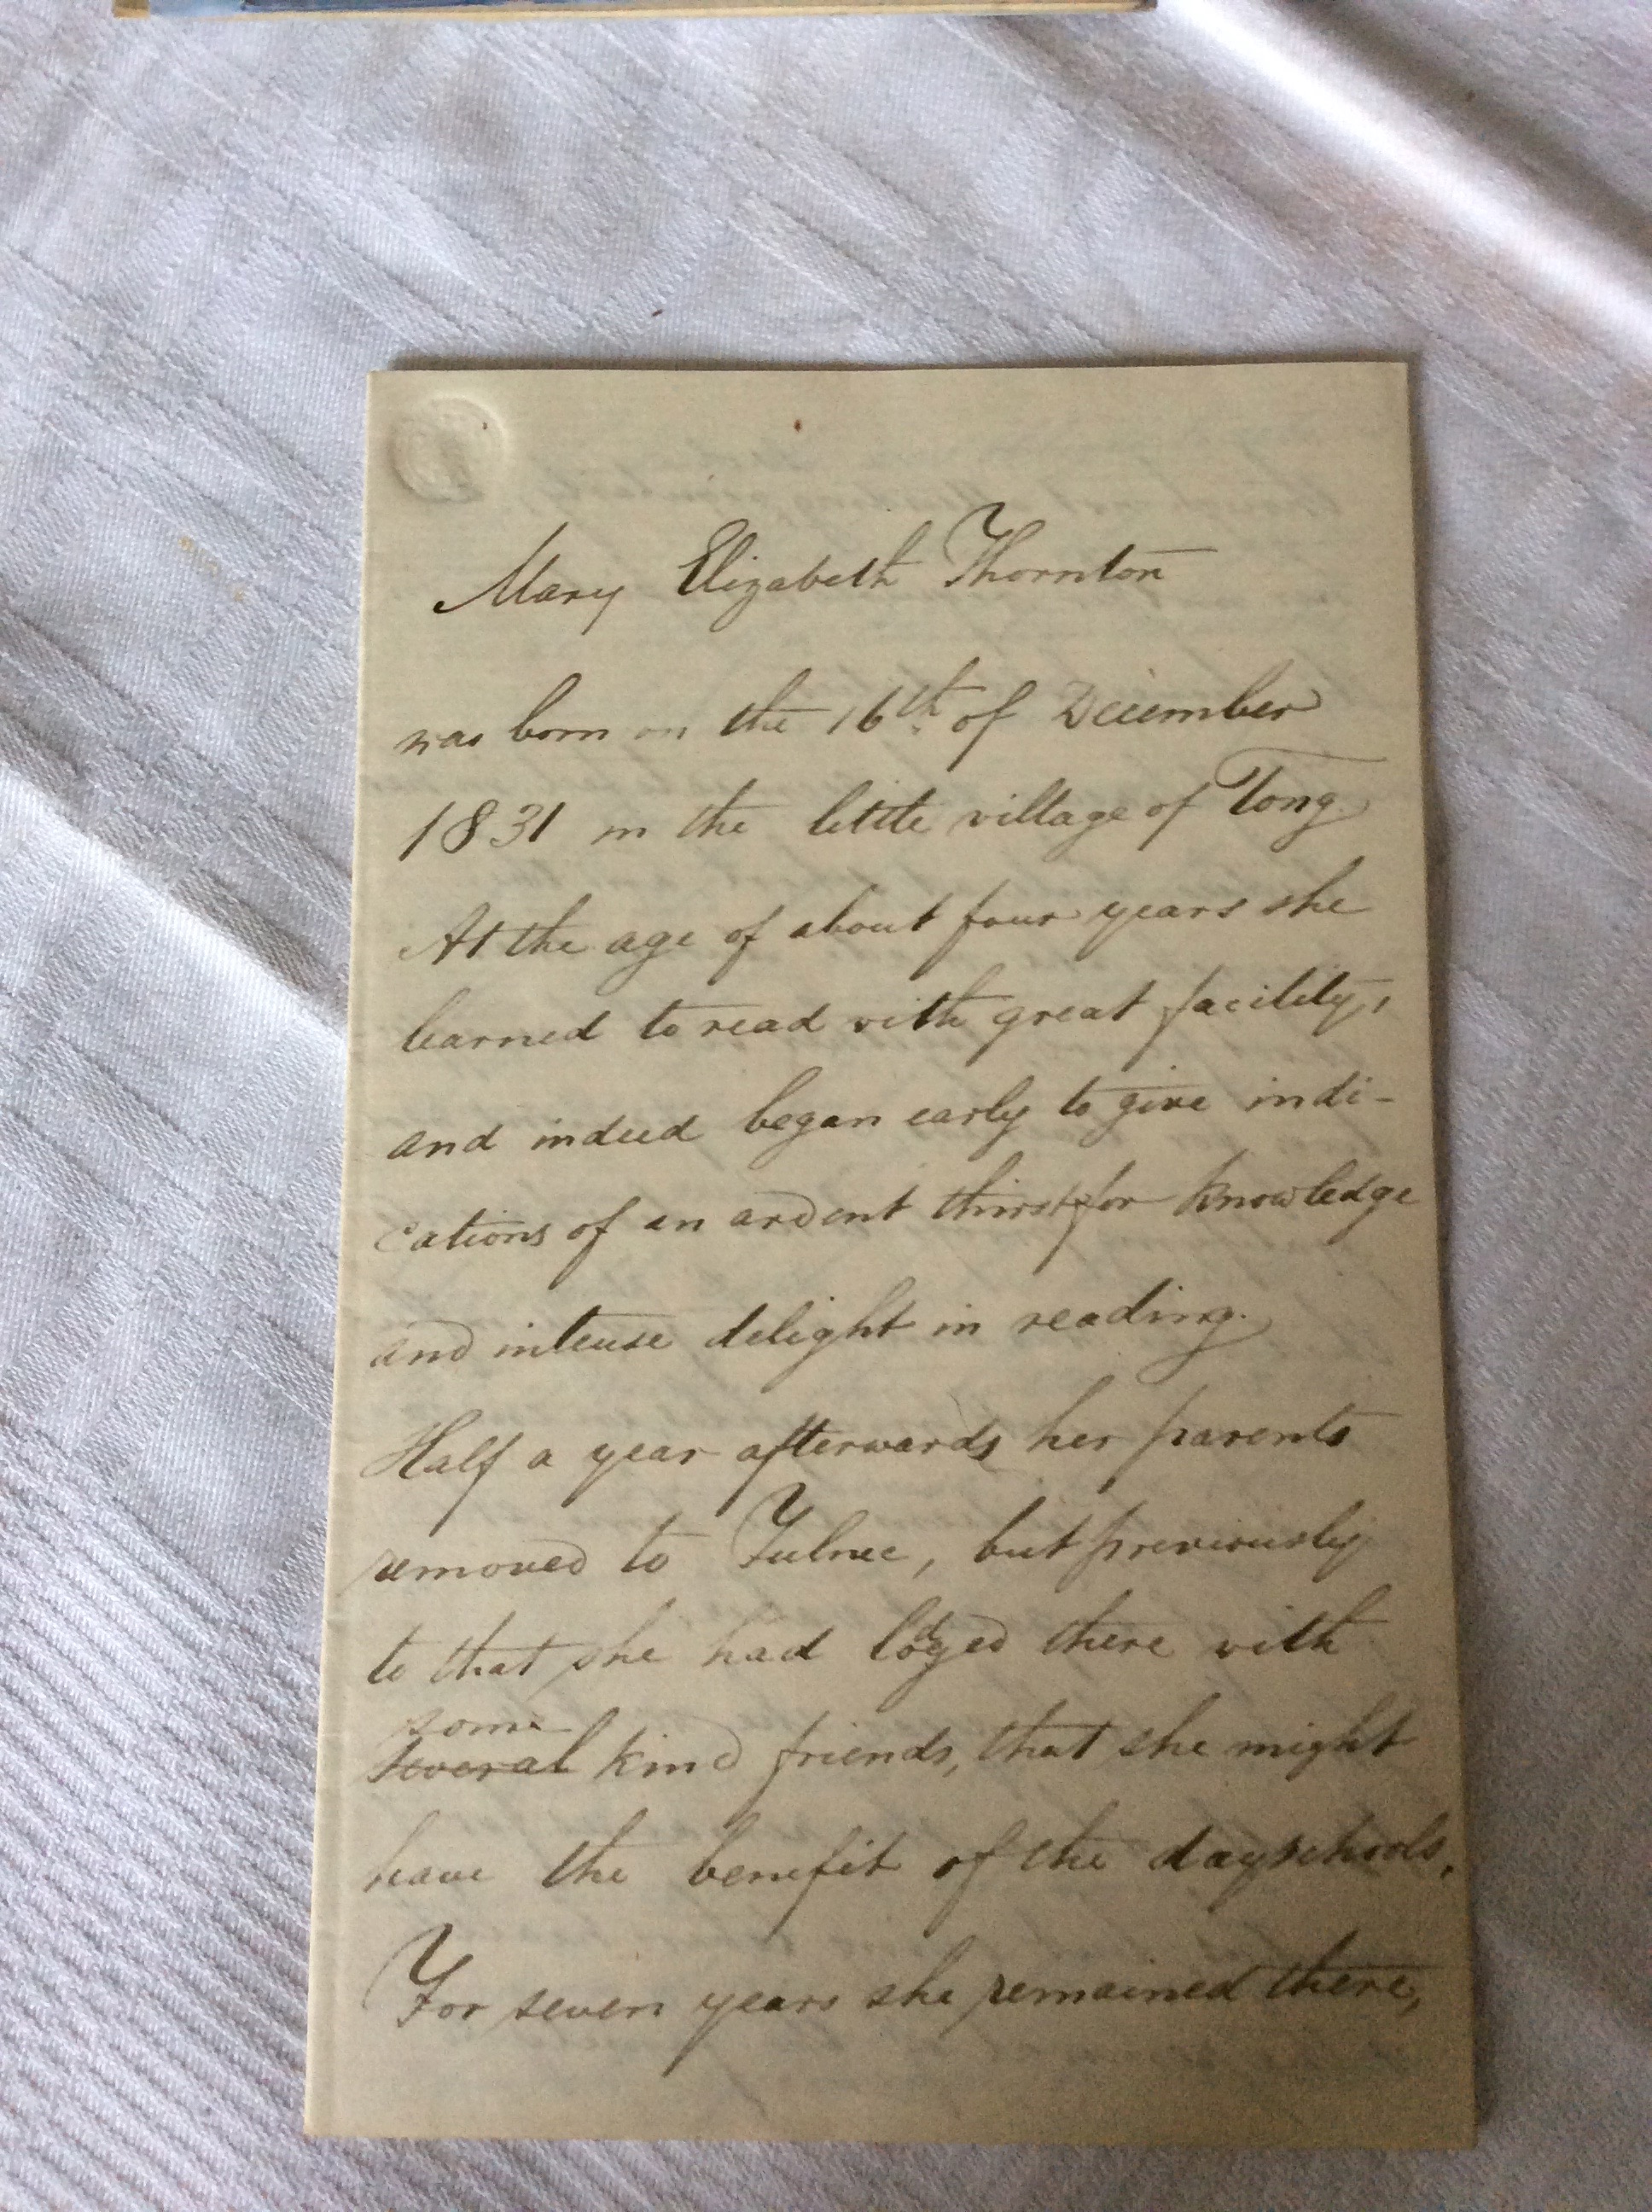 Mary Elizabeth Thornton
was born on the 16th of December
1831 in the little village of Tong.
At the age of about four years she
learned to read with great facility,
and indeed began early to give indi-
cations of an ardent thirst for knowledge
and intense delight in reading.
Half a year afterwards her parents
removed to Fulnec, but previously
to that she had lodged there with
some
several kind friends, that she might
have the benefit of the dayschools.
For seven years she remained there,